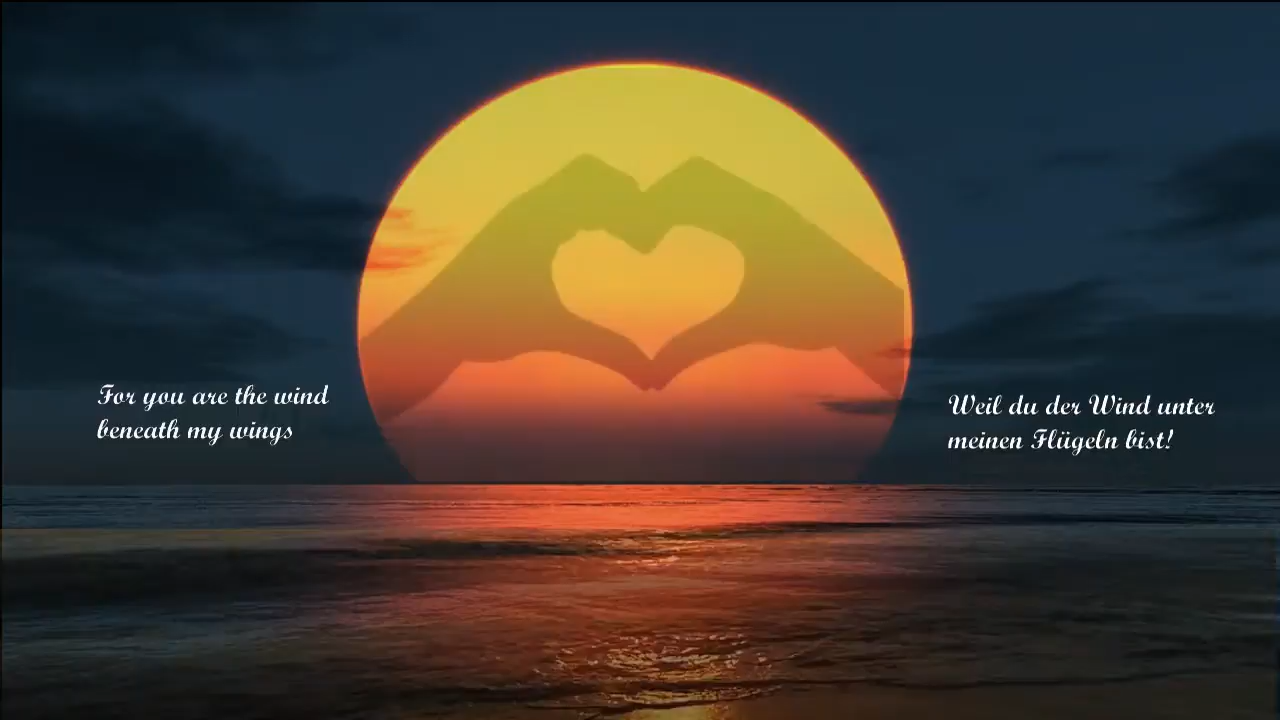 For you are the wind
beneath my wings
Weil du der Wind unter
meinen Flügeln bist!